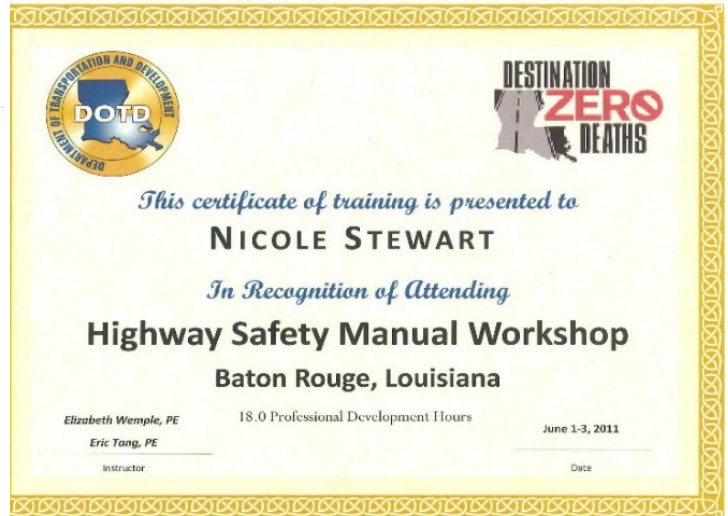 DEPARTMENT OF TRANSPORTATION AND DEVELOPMENT
DOTD
DESTINATION
ZERO
DEATHS
This certificate of training is presented to
NICOLE STEWART
In Recognition of Attending
Highway Safety Manual Workshop
Baton Rouge, Louisiana
Elizabeth Wemple, PE
18.0 Professional Development Hours
June 1-3, 2011
Eric Tang, PE
Instructor
Date